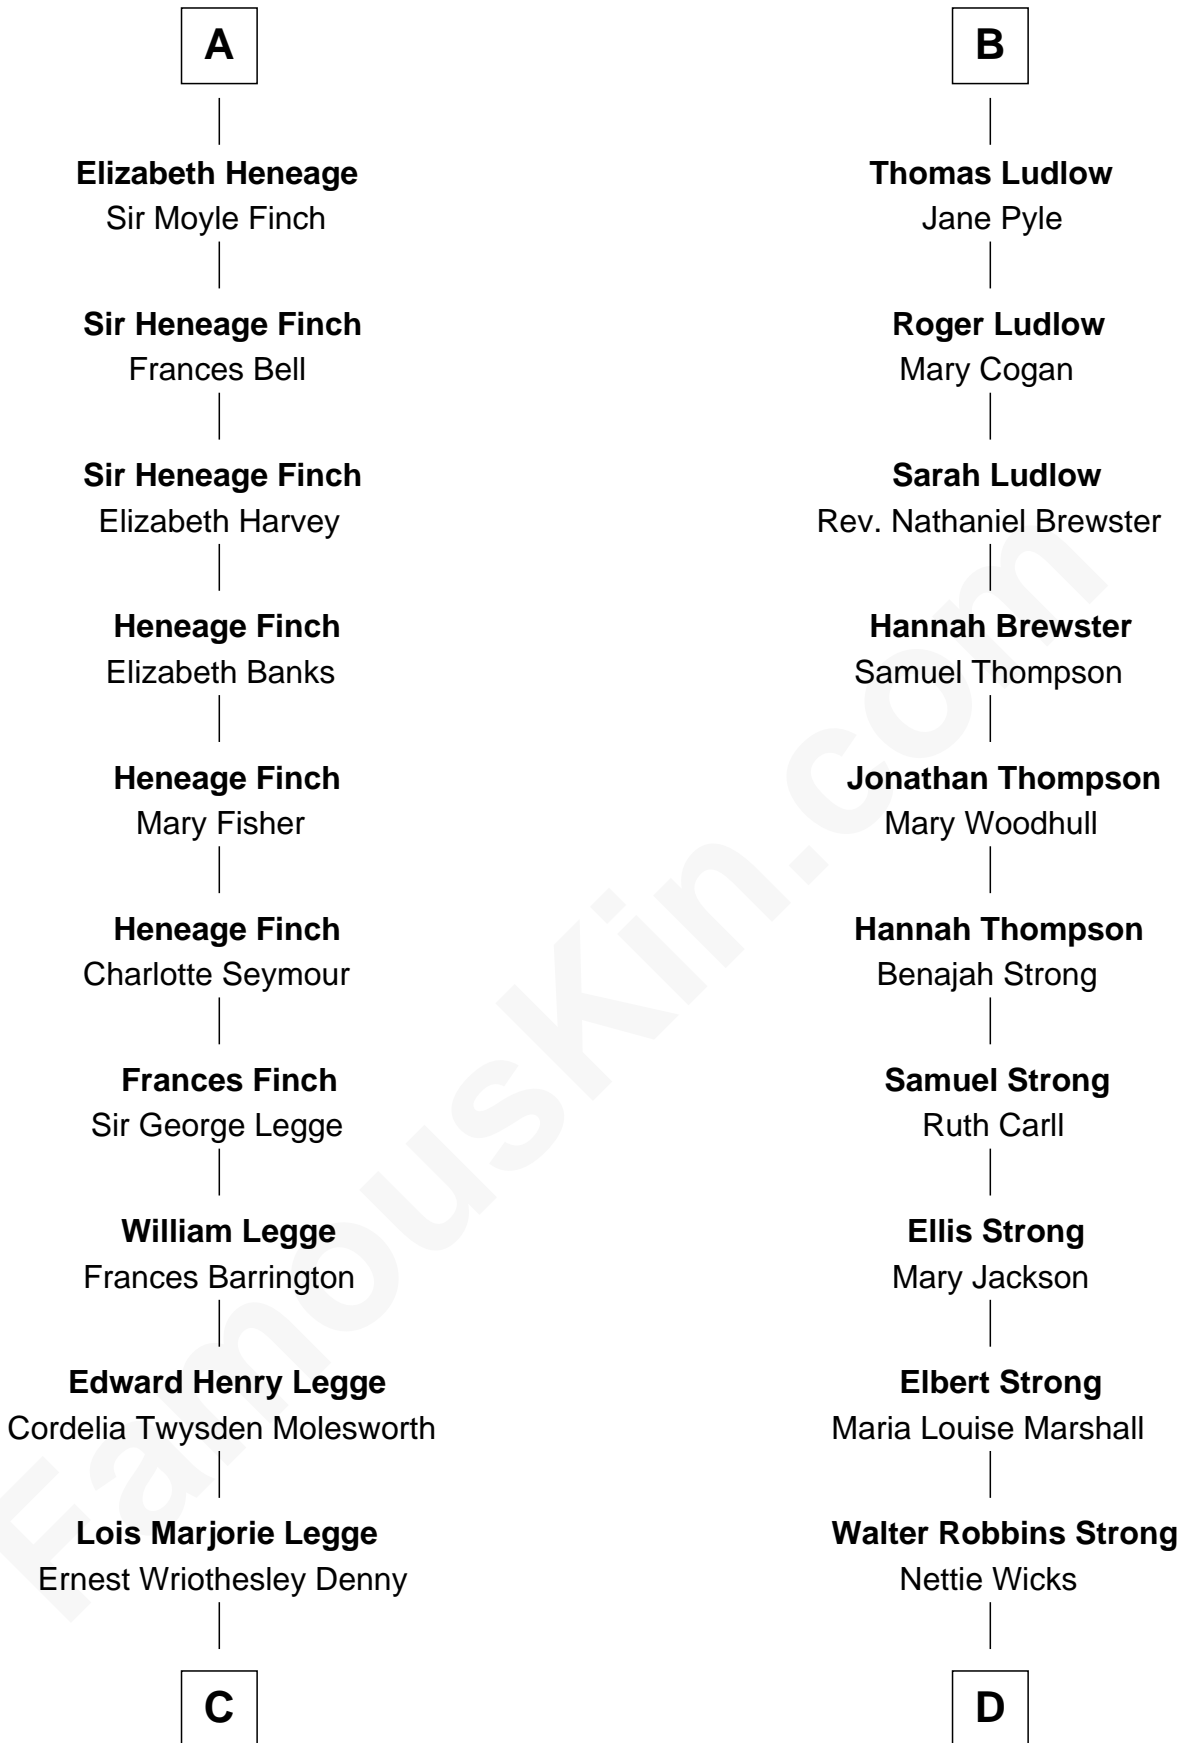 A
Elizabeth Heneage
Sir Moyle Finch
Sir Heneage Finch
Frances Bell
Sir Heneage Finch
Elizabeth Harvey
Heneage Finch
Elizabeth Banks
Heneage Finch
Mary Fisher
Heneage Finch
Charlotte Seymour
Frances Finch
Sir George Legge
William Legge
Frances Barrington
Edward Henry Legge
Cordelia Twysden Molesworth
Lois Marjorie Legge
Ernest Wriothesley Denny
C
B
Thomas Ludlow
Jane Pyle
Roger Ludlow
Mary Cogan
Sarah Ludlow
Rev. Nathaniel Brewster
Hannah Brewster
Samuel Thompson
Jonathan Thompson
Mary Woodhull
Hannah Thompson
Benajah Strong
Samuel Strong
Ruth Carll
Ellis Strong
Mary Jackson
Elbert Strong
Maria Louise Marshall
Walter Robbins Strong
Nettie Wicks
D
FamousKin.com